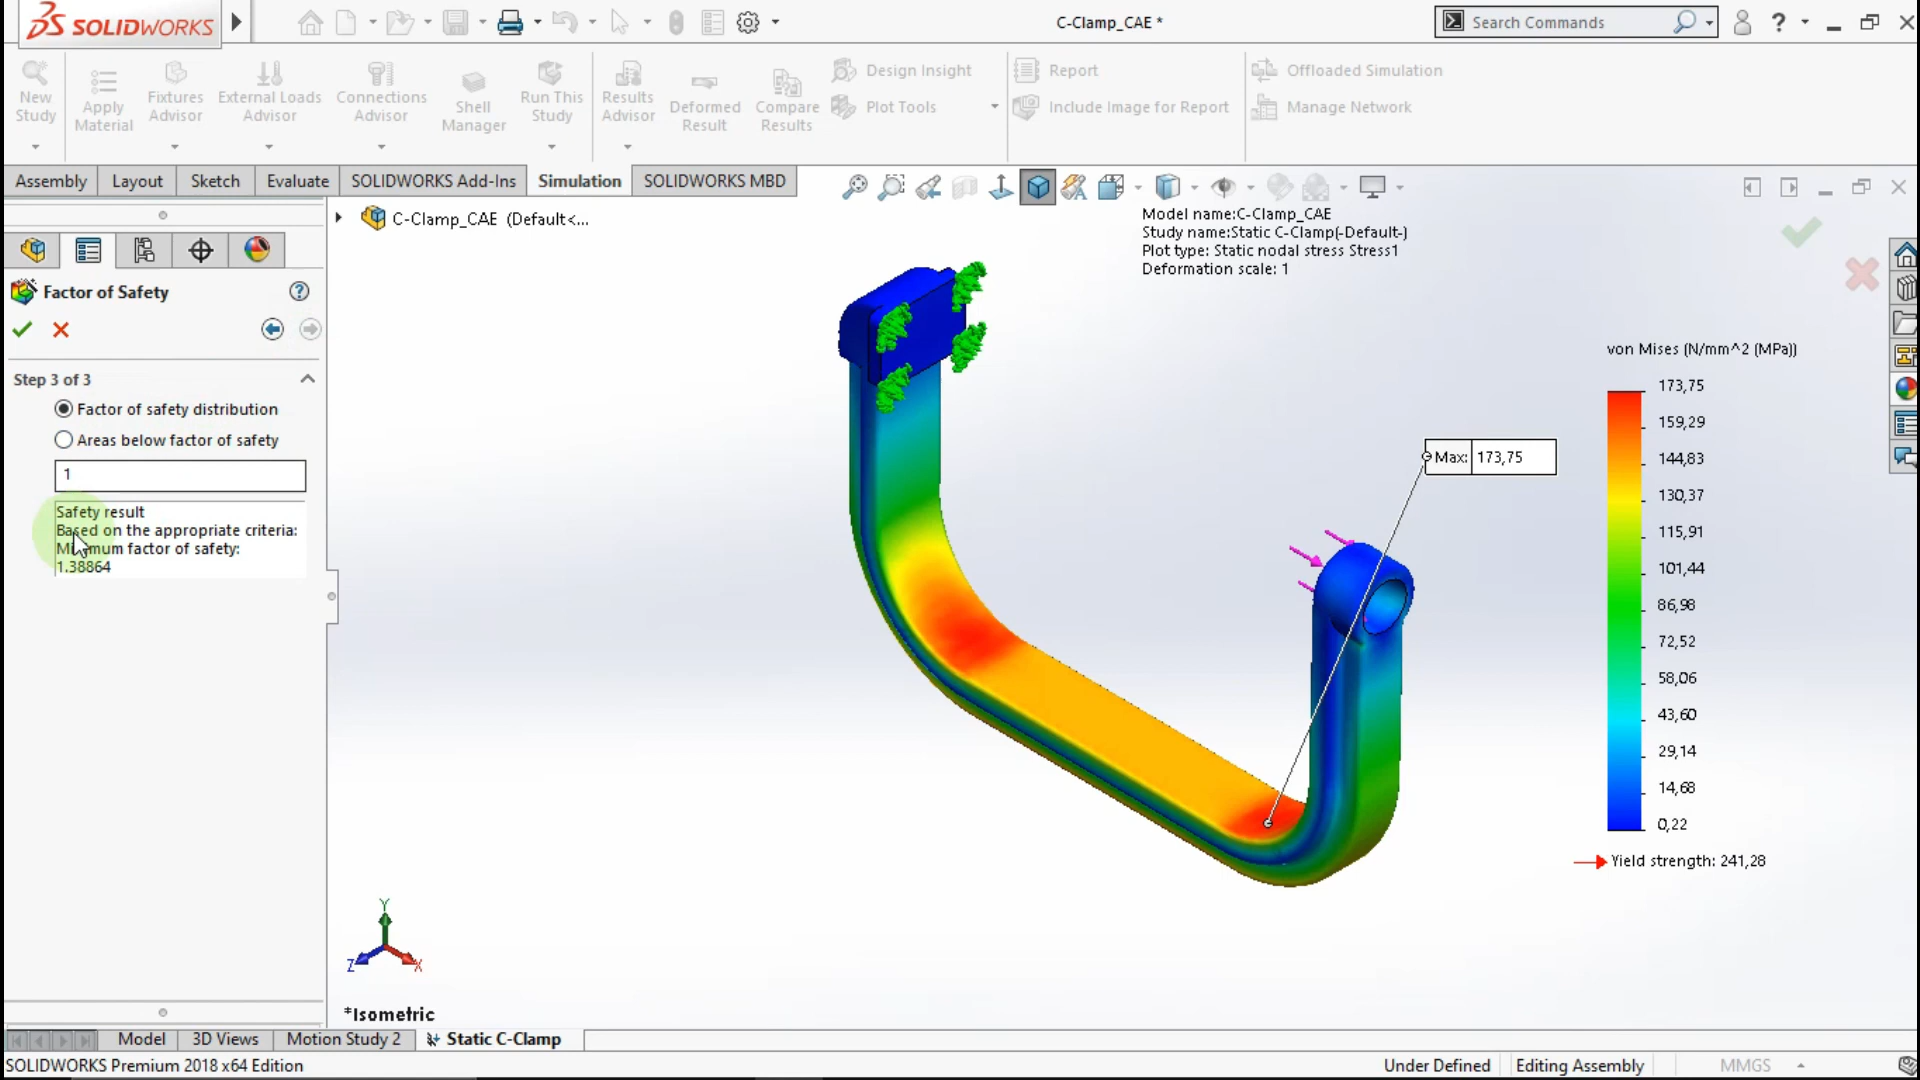 SOLIDWORKS
C-Clamp_CAE *
Search Commands
?
New Study
Apply Material
Fixtures Advisor
External Loads Advisor
Connections Advisor
Shell Manager
Run This Study
Results Advisor
Deformed Result
Compare Results
Design Insight
Plot Tools
Report
Include Image for Report
Offloaded Simulation
Manage Network
Assembly
Layout
Sketch
Evaluate
SOLIDWORKS Add-Ins
Simulation
SOLIDWORKS MBD
C-Clamp_CAE (Default<...
Model name:C-Clamp_CAE
Study name:Static C-Clamp(-Default-)
Plot type: Static nodal stress Stress1
Deformation scale: 1
Factor of Safety
?
Step 3 of 3
Factor of safety distribution
Areas below factor of safety
1
Safety result
Based on the appropriate criteria:
Minimum factor of safety:
1.38864
von Mises (N/mm^2 (MPa))
173,75
159,29
144,83
130,37
115,91
101,44
86,98
72,52
58,06
43,60
29,14
14,68
0,22
Yield strength: 241,28
Max: 173,75
Y
Z
X
*Isometric
Model
3D Views
Motion Study 2
Static C-Clamp
SOLIDWORKS Premium 2018 x64 Edition
Under Defined
Editing Assembly
MMGS